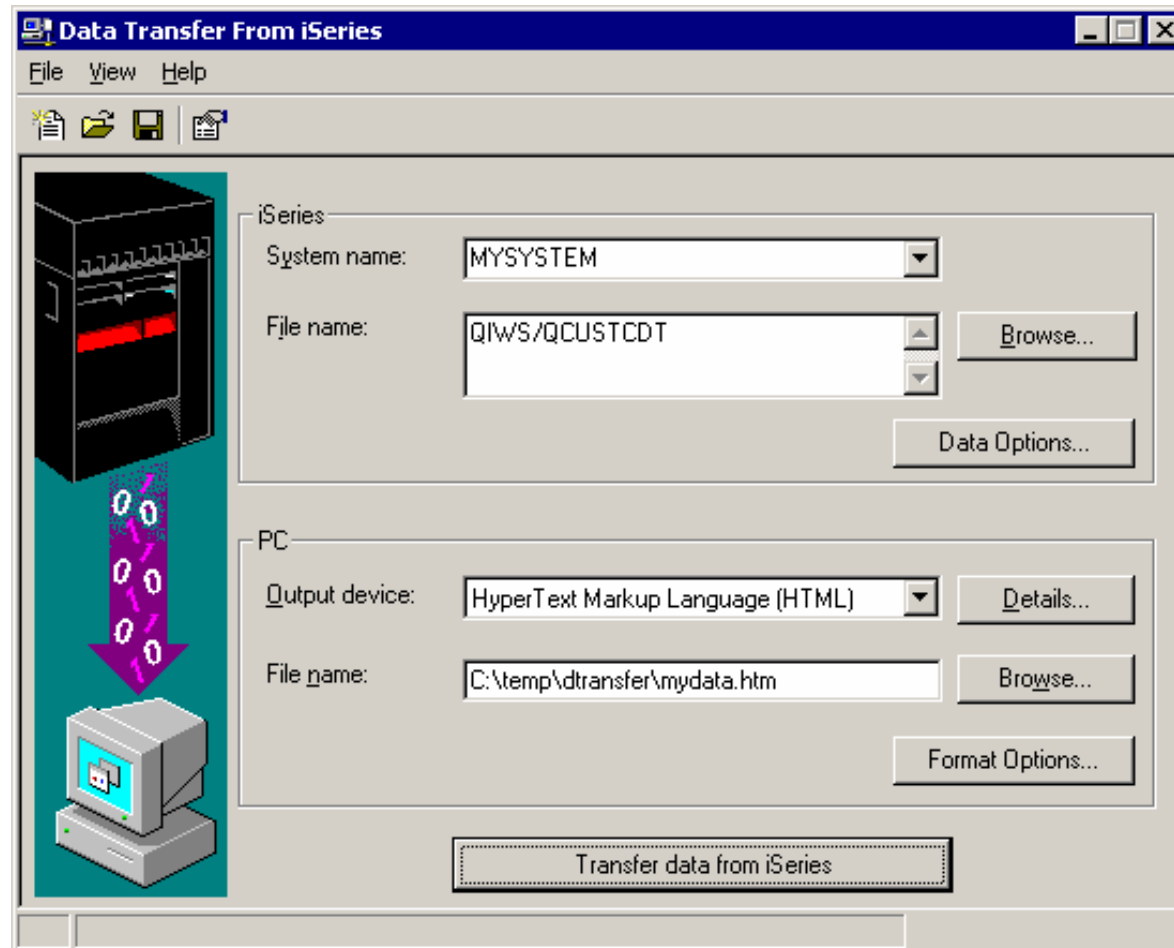 Data Transfer From iSeries
File View Help
iSeries
System name: MYSYSTEM
File name: QIWS/QCUSTCDT Browse...
Data Options...
PC
Output device: HyperText Markup Language (HTML) Details...
File name: C:\temp\dtransfer\mydata.htm Browse...
Format Options...
Transfer data from iSeries